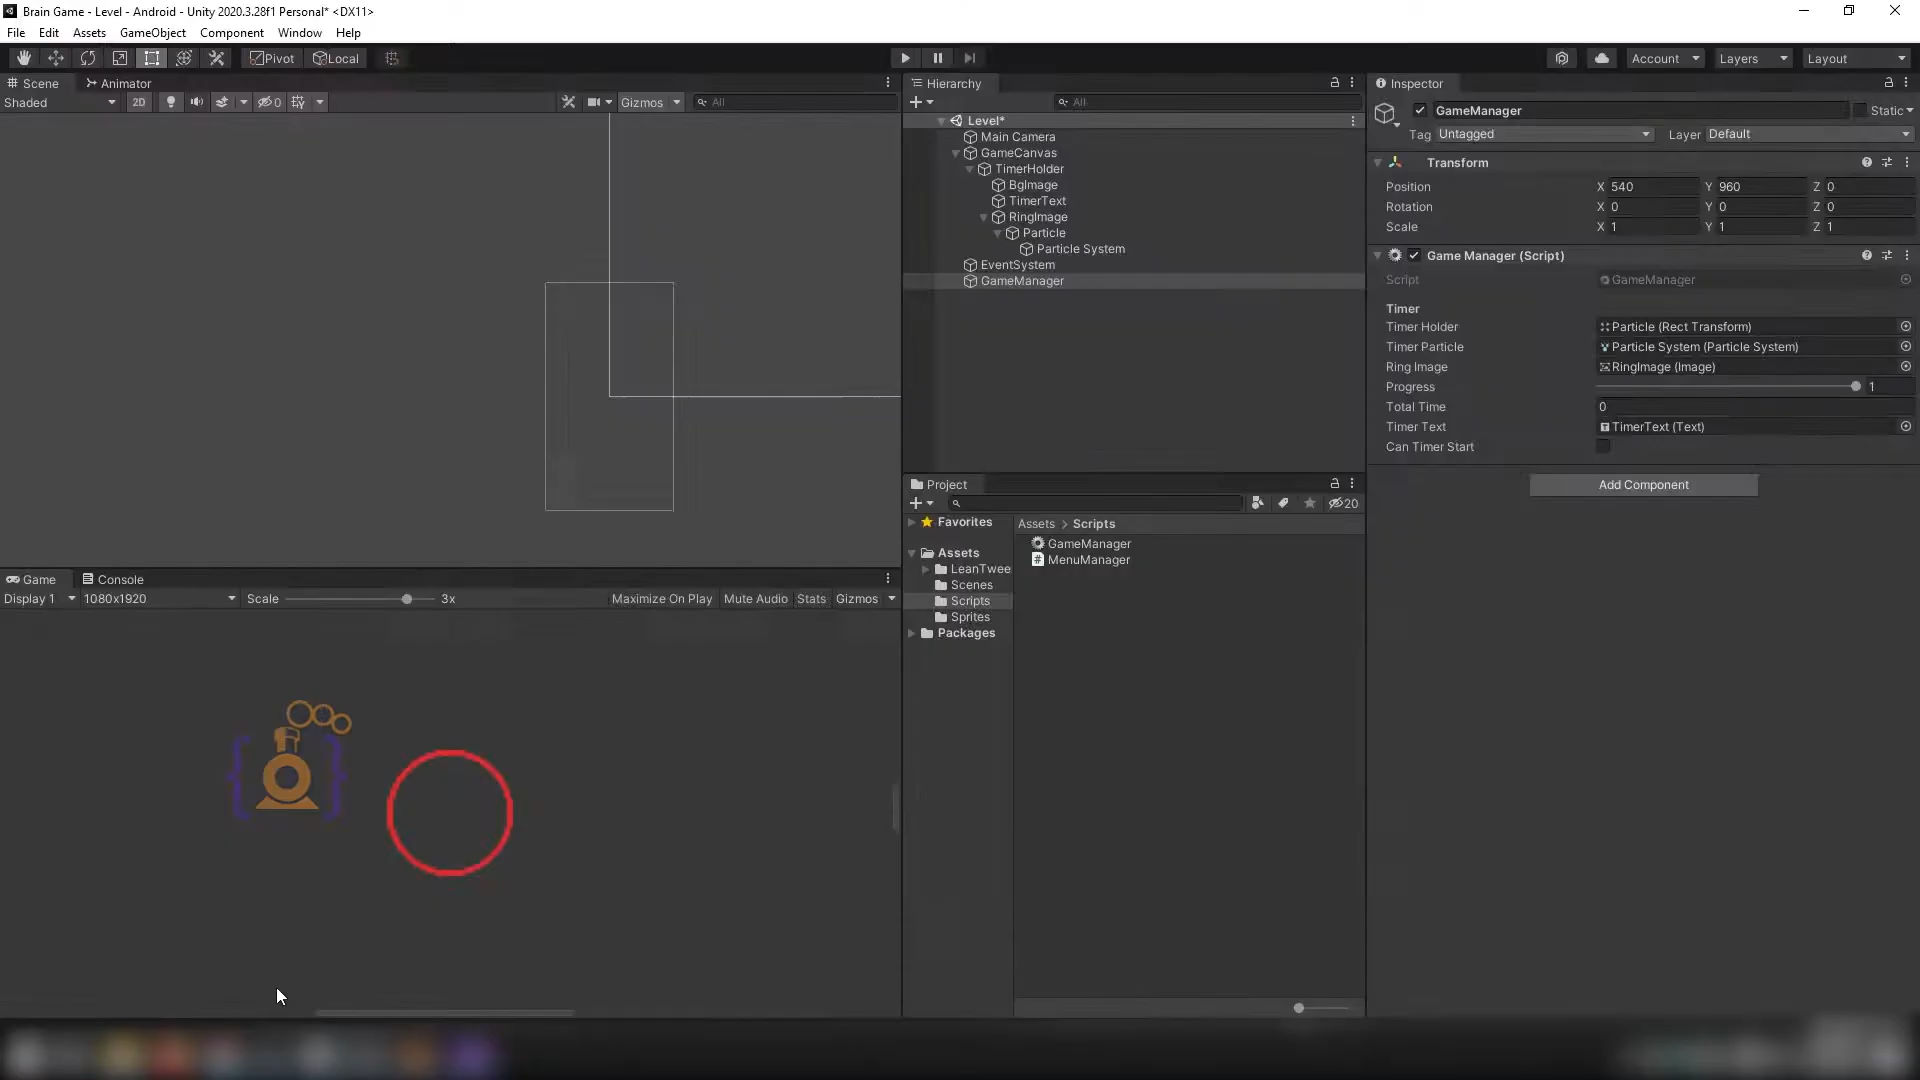 Brain Game - Level - Android - Unity 2020.3.28f1 Personal* <DX11>
File Edit Assets GameObject Component Window Help
Pivot Local Account Layers Layout
Scene Animator
Shaded 2D 0 Gizmos All
Hierarchy
All
Level*
Main Camera
GameCanvas
TimerHolder
BgImage
TimerText
RingImage
Particle
Particle System
EventSystem
GameManager
Inspector
GameManager Static
Tag Untagged Layer Default
Transform
Position X 540 Y 960 Z 0
Rotation X 0 Y 0 Z 0
Scale X 1 Y 1 Z 1
Game Manager (Script)
Script GameManager
Timer
Timer Holder Particle (Rect Transform)
Timer Particle Particle System (Particle System)
Ring Image RingImage (Image)
Progress 1
Total Time 0
Timer Text TimerText (Text)
Can Timer Start
Add Component
Project
20
Favorites
Assets
LeanTwee
Scenes
Scripts
Sprites
Packages
Assets > Scripts
GameManager
MenuManager
Game Console
Display 1 1080x1920 Scale 3x Maximize On Play Mute Audio Stats Gizmos